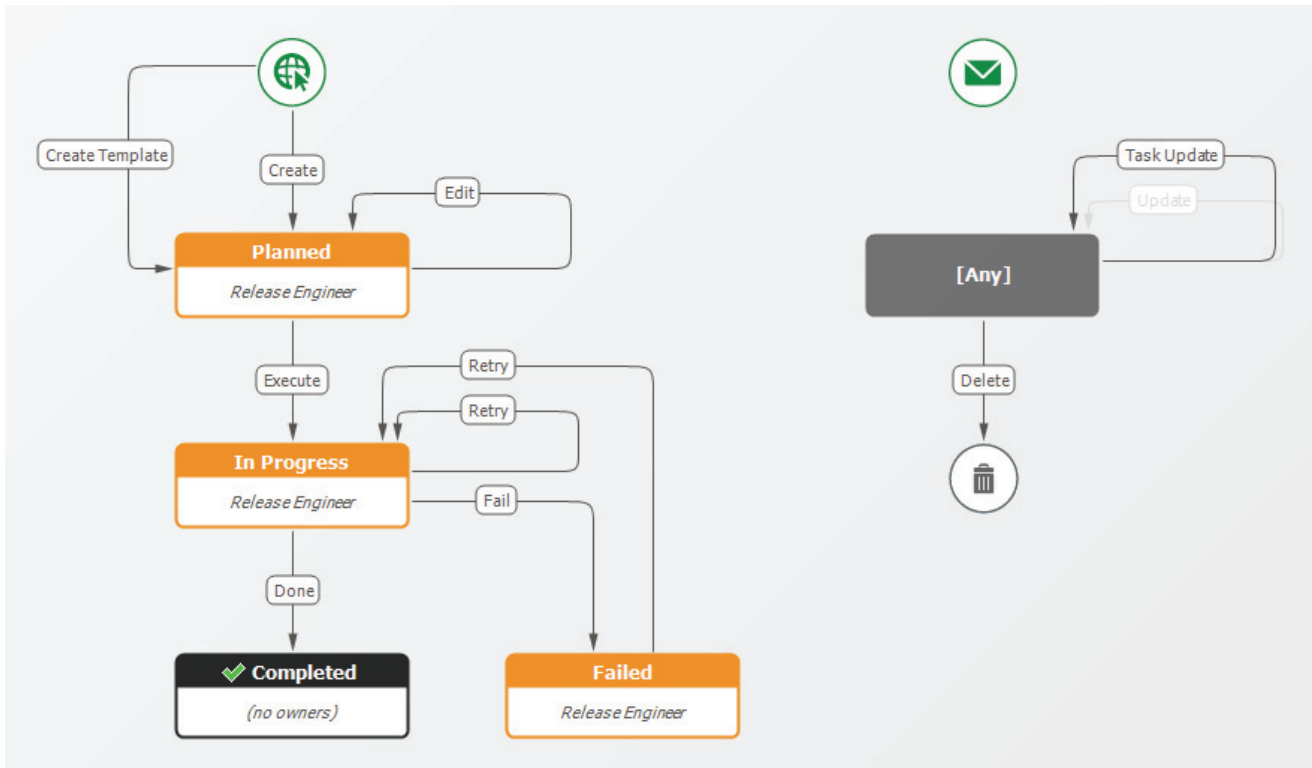 Create Template
Create
Edit
Planned
Release Engineer
Execute
Retry
Retry
In Progress
Release Engineer
Fail
Done
Completed
(no owners)
Failed
Release Engineer
Task Update
Update
[Any]
Delete